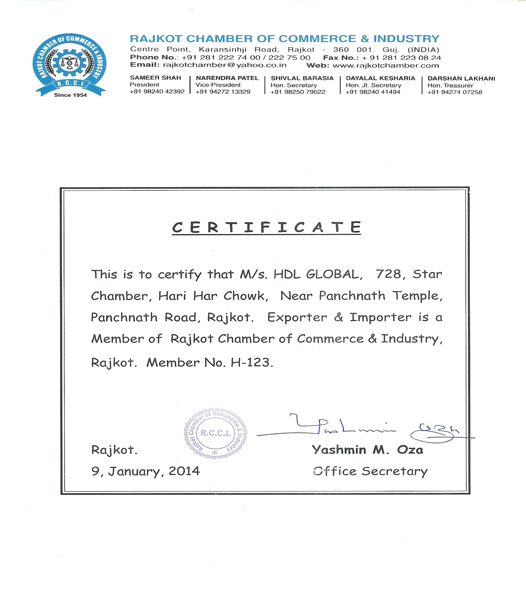 RAJKOT CHAMBER OF COMMERCE & INDUSTRY
R.C.C.I.
Since 1954
RAJKOT CHAMBER OF COMMERCE & INDUSTRY
Centre Point, Karansinhji Road, Rajkot - 360 001. Guj. (INDIA)
Phone No.: +91 281 222 74 00 / 222 75 00 Fax No.: + 91 281 223 08 24
Email: rajkotchamber@yahoo.co.in Web: www.rajkotchamber.com
SAMEER SHAH
President
+91 98240 42392
NARENDRA PATEL
Vice President
+91 94272 13329
SHIVLAL BARASIA
Hon. Secretary
+91 98250 79022
DAYALAL KESHARIA
Hon. Jt. Secretary
+91 98240 41494
DARSHAN LAKHANI
Hon. Treasurer
+91 94274 07258
CERTIFICATE
This is to certify that M/s. HDL GLOBAL, 728, Star
Chamber, Hari Har Chowk, Near Panchnath Temple,
Panchnath Road, Rajkot. Exporter & Importer is a
Member of Rajkot Chamber of Commerce & Industry,
Rajkot. Member No. H-123.
Rajkot Chamber of Commerce & Industry
R.C.C.I.
Yashmin Oza
Rajkot.
Yashmin M. Oza
9, January, 2014
Office Secretary